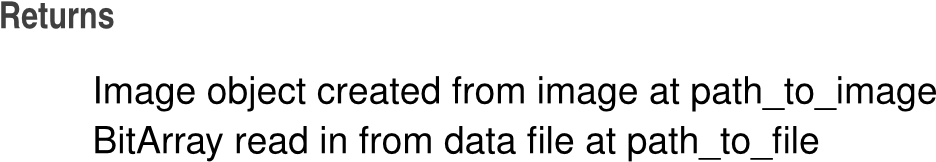 Returns
Image object created from image at path_to_image
BitArray read in from data file at path_to_file